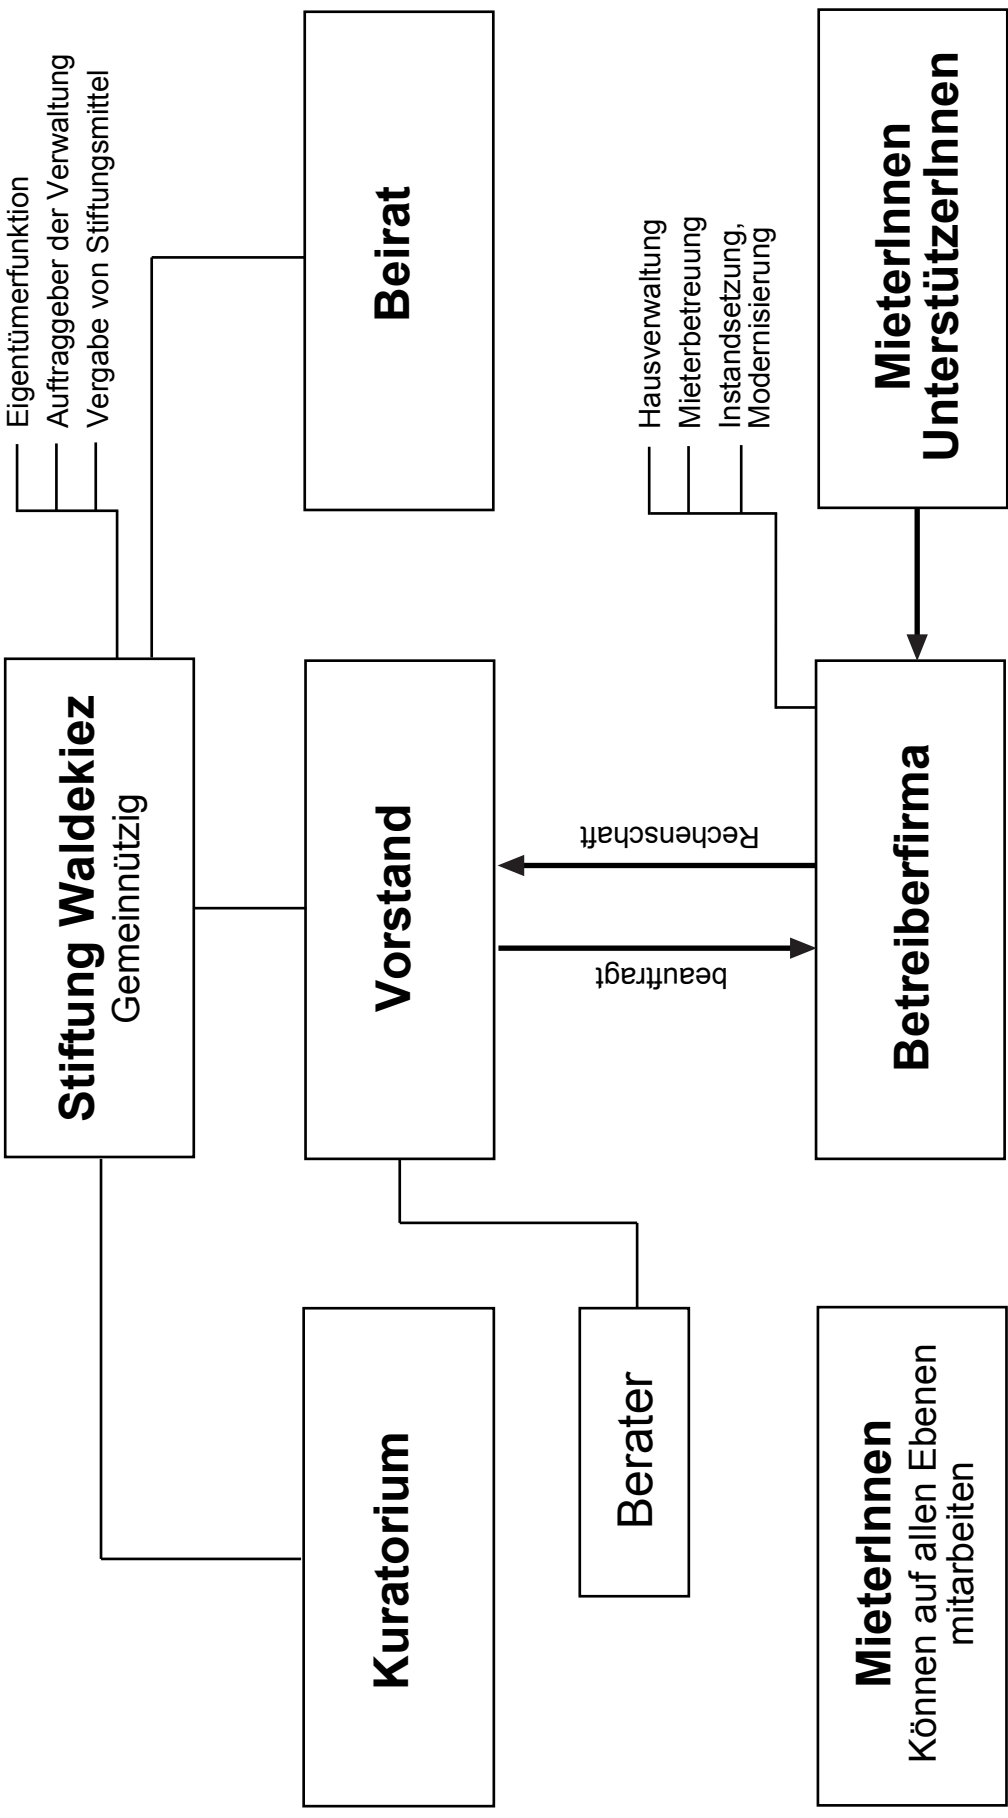 Stiftung Waldekiez
Gemeinnützig
Eigentümerfunktion
Auftraggeber der Verwaltung
Vergabe von Stiftungsmittel
Kuratorium
Vorstand
Beirat
Berater
beauftragt
Rechenschaft
Hausverwaltung
Mieterbetreuung
Instandsetzung,
Modernisierung
MieterInnen
Können auf allen Ebenen
mitarbeiten
Betreiberfirma
MieterInnen
UnterstützerInnen